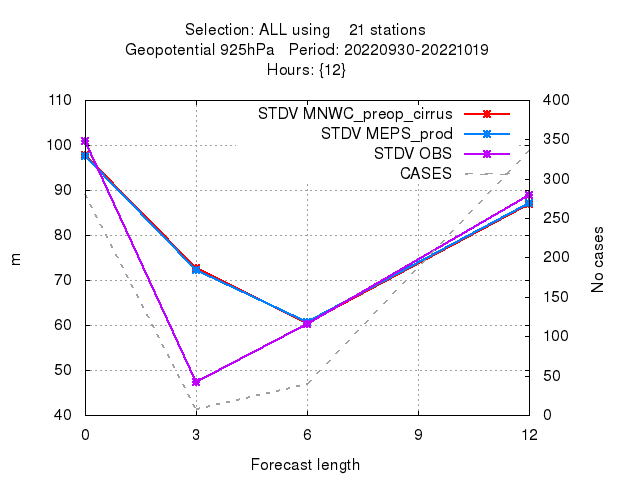 Selection: ALL using    21 stations
Geopotential 925hPa   Period: 20220930-20221019
Hours: {12}
110 400
STDV MNWC_preop_cirrus
STDV MEPS_prod
STDV OBS
CASES
100 350
90 300
80 250
70 200
60 150
50 100
40 50
0
m
No cases
0 3 6 9 12
Forecast length